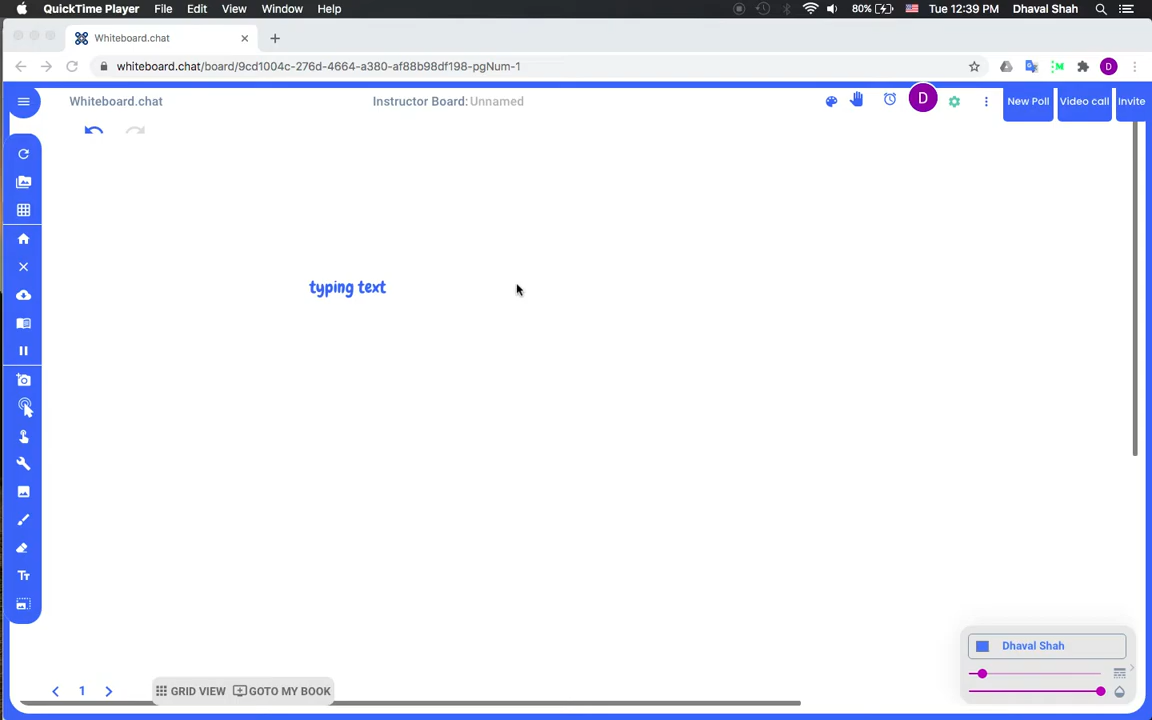 QuickTime Player File Edit View Window Help 80% Tue 12:39 PM Dhaval Shah
Whiteboard.chat
whiteboard.chat/board/9cd1004c-276d-4664-a380-af88b98df198-pgNum-1 D
Whiteboard.chat Instructor Board: Unnamed D New Poll Video call Invite
typing text
Tт
Dhaval Shah
1 GRID VIEW GOTO MY BOOK